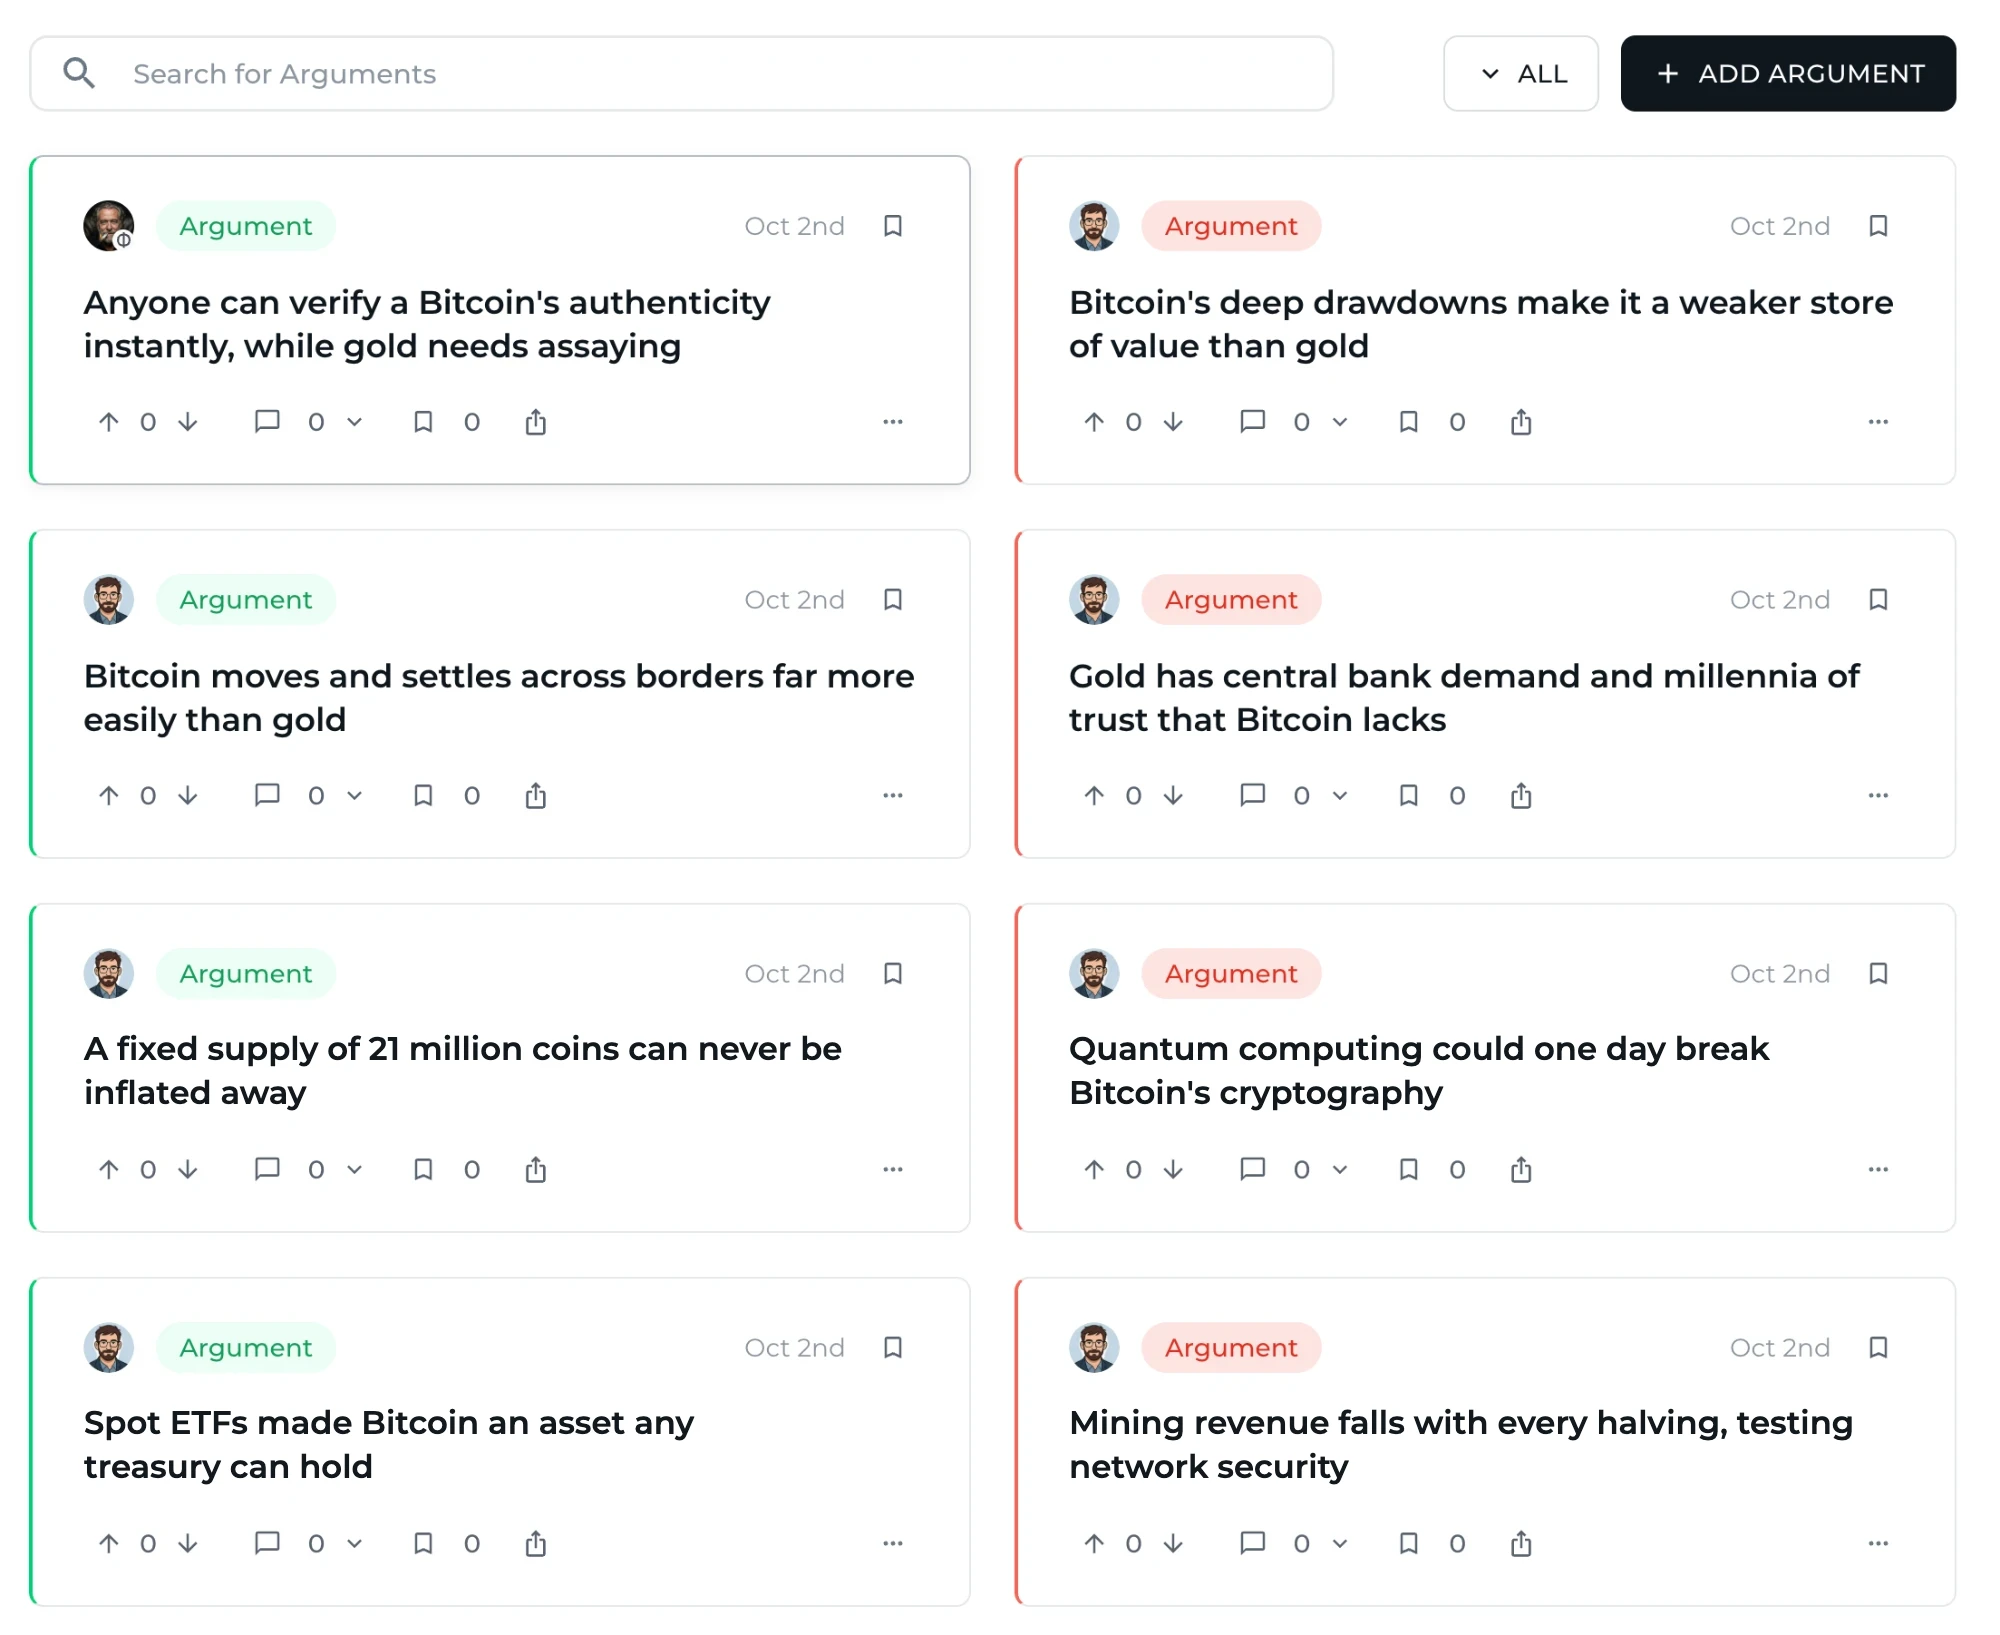 Search for Arguments
ALL
+ ADD ARGUMENT
Argument
Oct 2nd
Anyone can verify a Bitcoin's authenticity
instantly, while gold needs assaying
0 0 0
Argument
Oct 2nd
Bitcoin's deep drawdowns make it a weaker store
of value than gold
0 0 0
Argument
Oct 2nd
Bitcoin moves and settles across borders far more
easily than gold
0 0 0
Argument
Oct 2nd
Gold has central bank demand and millennia of
trust that Bitcoin lacks
0 0 0
Argument
Oct 2nd
A fixed supply of 21 million coins can never be
inflated away
0 0 0
Argument
Oct 2nd
Quantum computing could one day break
Bitcoin's cryptography
0 0 0
Argument
Oct 2nd
Spot ETFs made Bitcoin an asset any
treasury can hold
0 0 0
Argument
Oct 2nd
Mining revenue falls with every halving, testing
network security
0 0 0